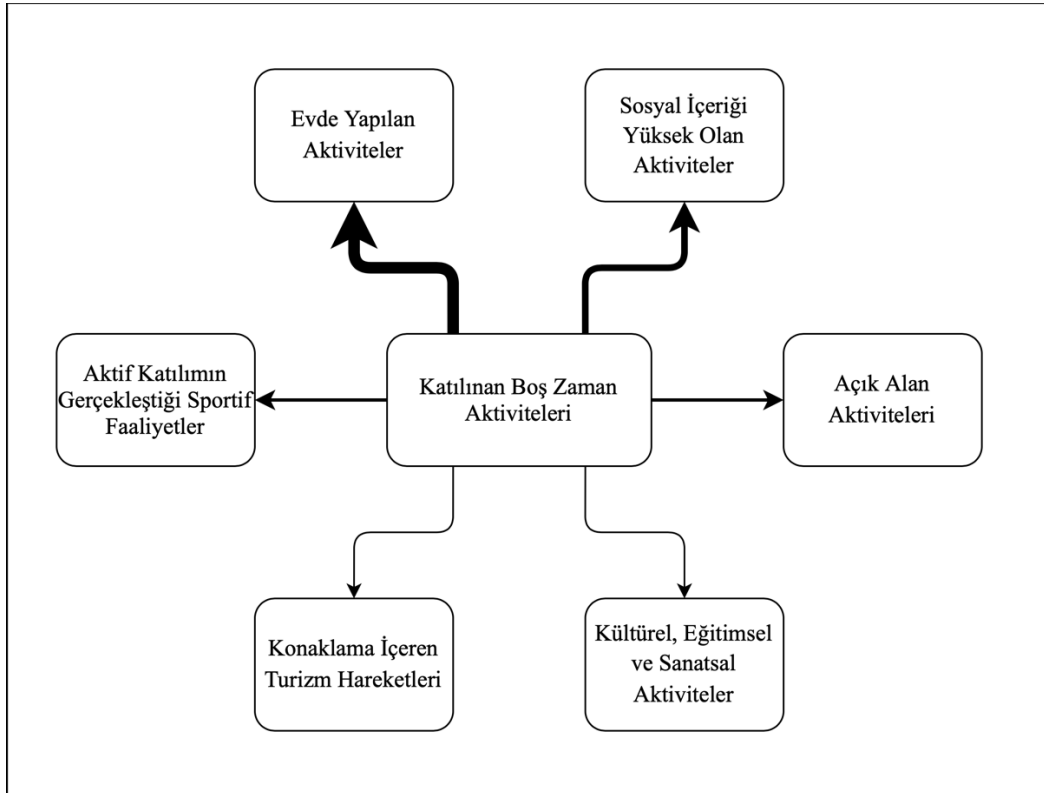 Evde Yapılan
Aktiviteler
Sosyal İçeriği
Yüksek Olan
Aktiviteler
Aktif Katılımın
Gerçekleştiği Sportif
Faaliyetler
Katılınan Boş Zaman
Aktiviteleri
Açık Alan
Aktiviteleri
Konaklama İçeren
Turizm Hareketleri
Kültürel, Eğitimsel
ve Sanatsal
Aktiviteler